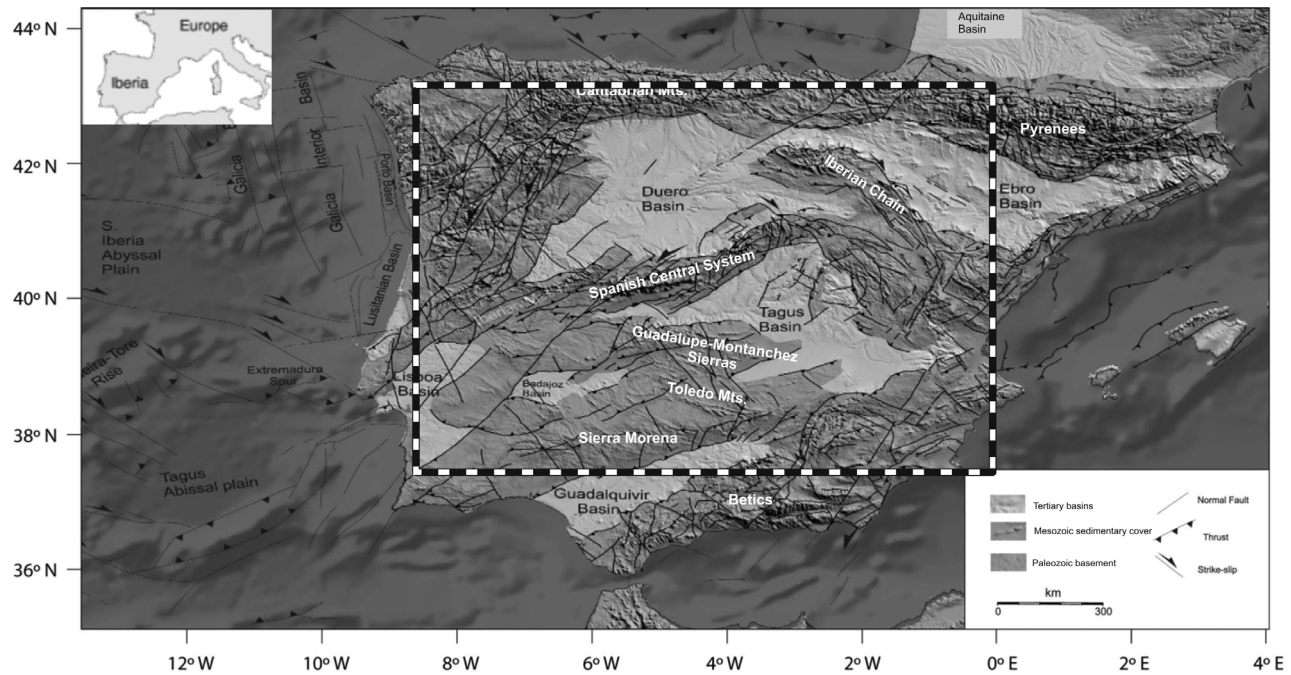 44º N
42º N
40º N
38º N
36º N
Europe
Iberia
Aquitaine
Basin
N
Cantabrian Mts.
Pyrenees
Basin
Interior
Galicia
Galicia
Porto Basin
Duero
Basin
Iberian Chain
Ebro
Basin
S.
Iberia
Abyssal
Plain
Lusitanian Basin
Spanish Central System
Tagus
Basin
Guadalupe-Montanchez
Sierras
Rise
Extremadura
Spur
Lisboa
Basin
Badajoz
Basin
Toledo Mts.
Sierra Morena
Tagus
Abissal plain
Guadalquivir
Basin
Betics
Tertiary basins
Mesozoic sedimentary cover
Paleozoic basement
Normal Fault
Thrust
Strike-slip
km
0 300
12º W 10º W 8º W 6º W 4º W 2º W 0º E 2º E 4º E